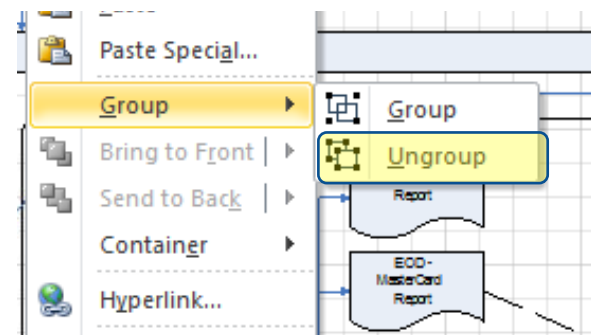 Paste Special...
Group
Group
Bring to Front
Ungroup
Send to Back
Report
Container
EOD -
MasterCard
Report
Hyperlink...